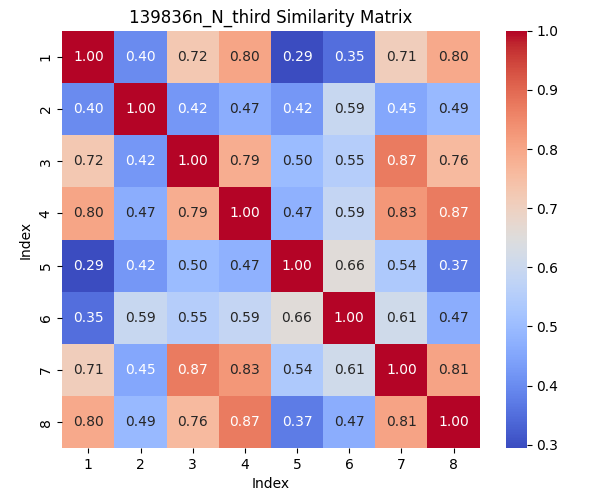 139836n_N_third Similarity Matrix
1 1.00 0.40 0.72 0.80 0.29 0.35 0.71 0.80
2 0.40 1.00 0.42 0.47 0.42 0.59 0.45 0.49
3 0.72 0.42 1.00 0.79 0.50 0.55 0.87 0.76
4 0.80 0.47 0.79 1.00 0.47 0.59 0.83 0.87
5 0.29 0.42 0.50 0.47 1.00 0.66 0.54 0.37
6 0.35 0.59 0.55 0.59 0.66 1.00 0.61 0.47
7 0.71 0.45 0.87 0.83 0.54 0.61 1.00 0.81
8 0.80 0.49 0.76 0.87 0.37 0.47 0.81 1.00
1 2 3 4 5 6 7 8
Index
Index
1.0
0.9
0.8
0.7
0.6
0.5
0.4
0.3